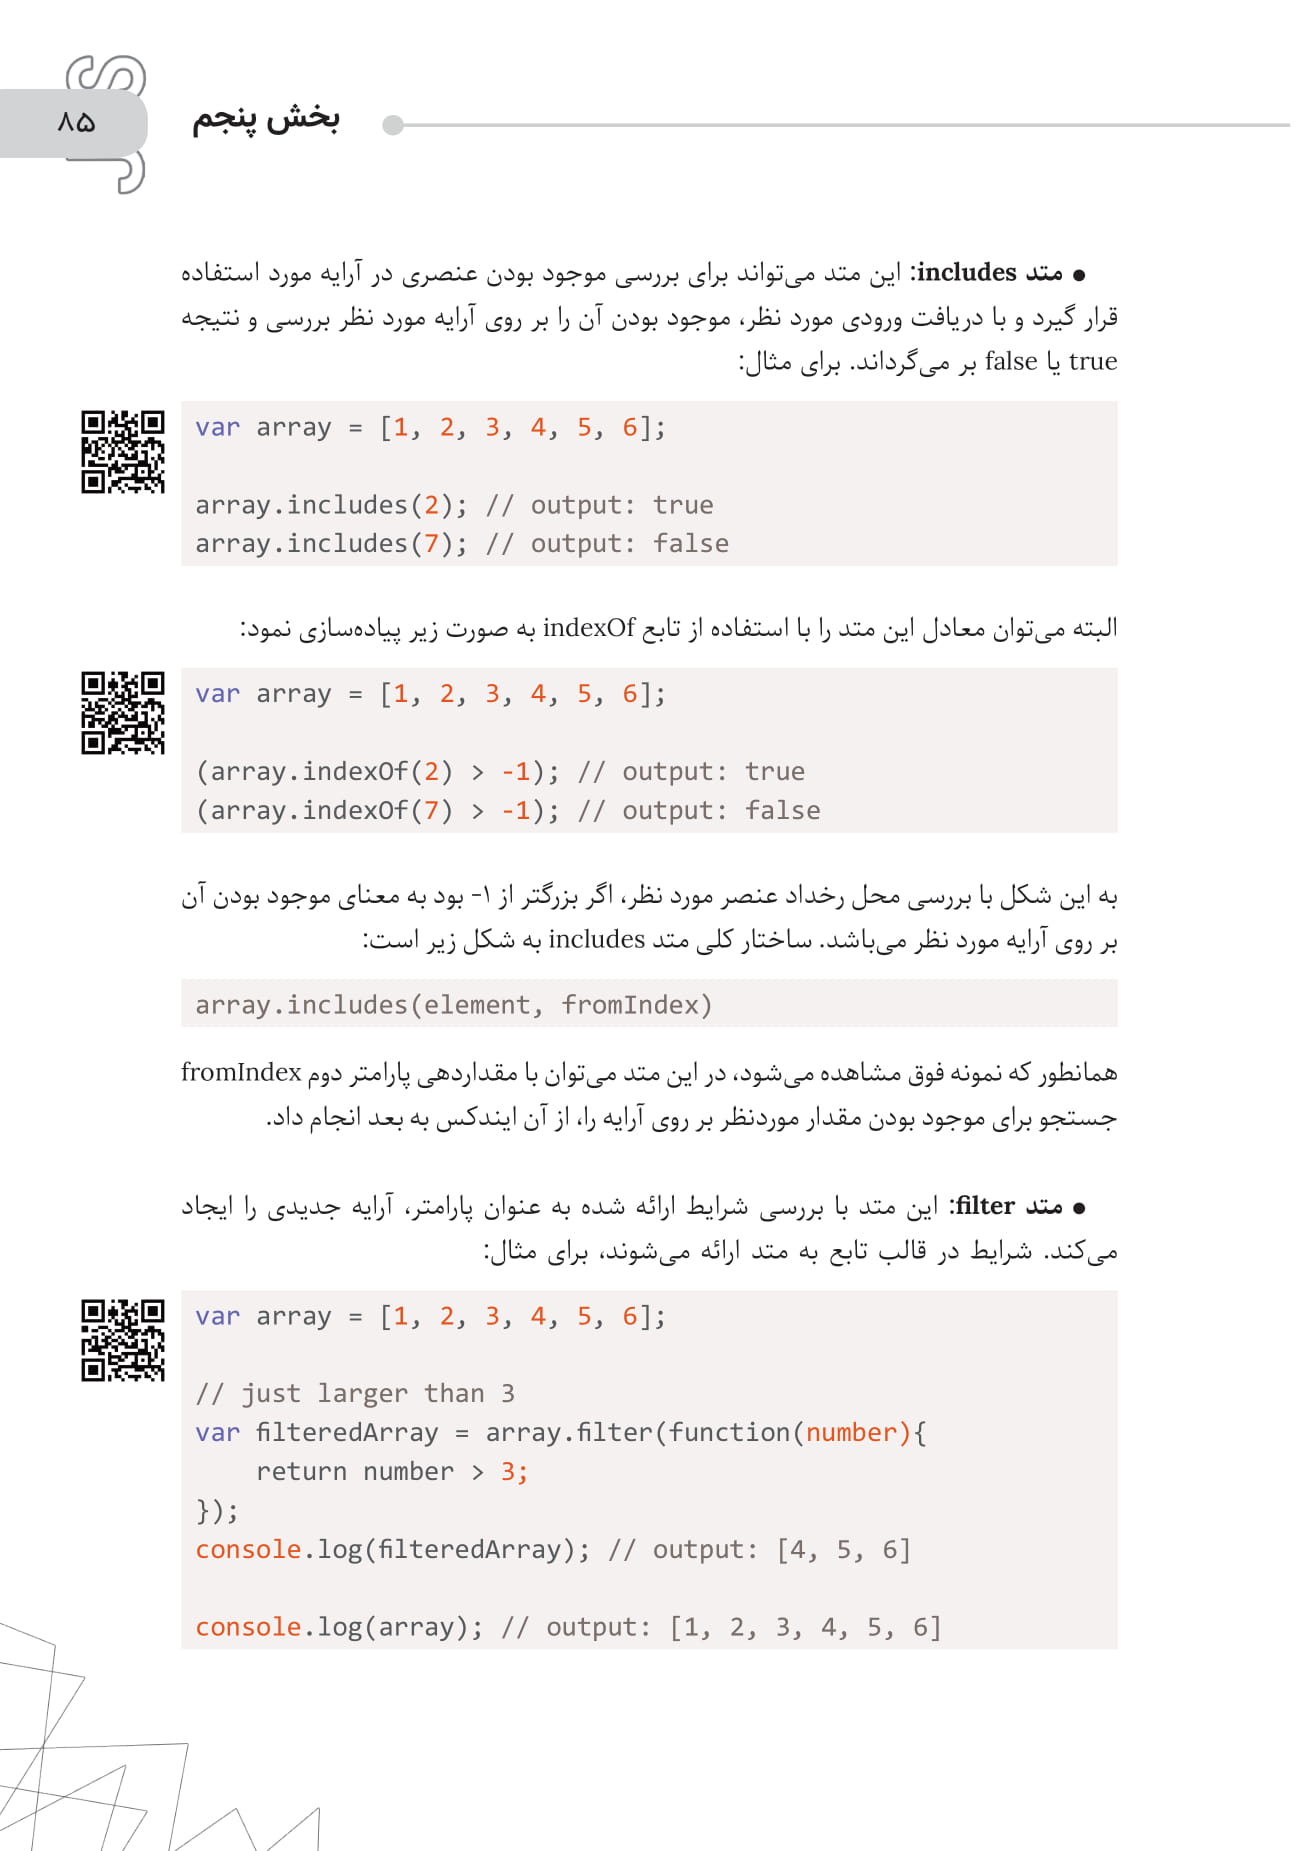 ۸۵
بخش پنجم
● متد includes: این متد می‌تواند برای بررسی موجود بودن عنصری در آرایه مورد استفاده
قرار گیرد و با دریافت ورودی مورد نظر، موجود بودن آن را بر روی آرایه مورد نظر بررسی و نتیجه
true یا false بر می‌گرداند. برای مثال:
var array = [1, 2, 3, 4, 5, 6];
array.includes(2); // output: true
array.includes(7); // output: false
البته می‌توان معادل این متد را با استفاده از تابع indexOf به صورت زیر پیاده‌سازی نمود:
var array = [1, 2, 3, 4, 5, 6];
(array.indexOf(2) > -1); // output: true
(array.indexOf(7) > -1); // output: false
به این شکل با بررسی محل رخداد عنصر مورد نظر، اگر بزرگتر از ۱- بود به معنای موجود بودن آن
بر روی آرایه مورد نظر می‌باشد. ساختار کلی متد includes به شکل زیر است:
array.includes(element, fromIndex)
همانطور که نمونه فوق مشاهده می‌شود، در این متد می‌توان با مقداردهی پارامتر دوم fromIndex
جستجو برای موجود بودن مقدار موردنظر بر روی آرایه را، از آن ایندکس به بعد انجام داد.
● متد filter: این متد با بررسی شرایط ارائه شده به عنوان پارامتر، آرایه جدیدی را ایجاد
می‌کند. شرایط در قالب تابع به متد ارائه می‌شوند، برای مثال:
var array = [1, 2, 3, 4, 5, 6];
// just larger than 3
var filteredArray = array.filter(function(number){
    return number > 3;
});
console.log(filteredArray); // output: [4, 5, 6]
console.log(array); // output: [1, 2, 3, 4, 5, 6]